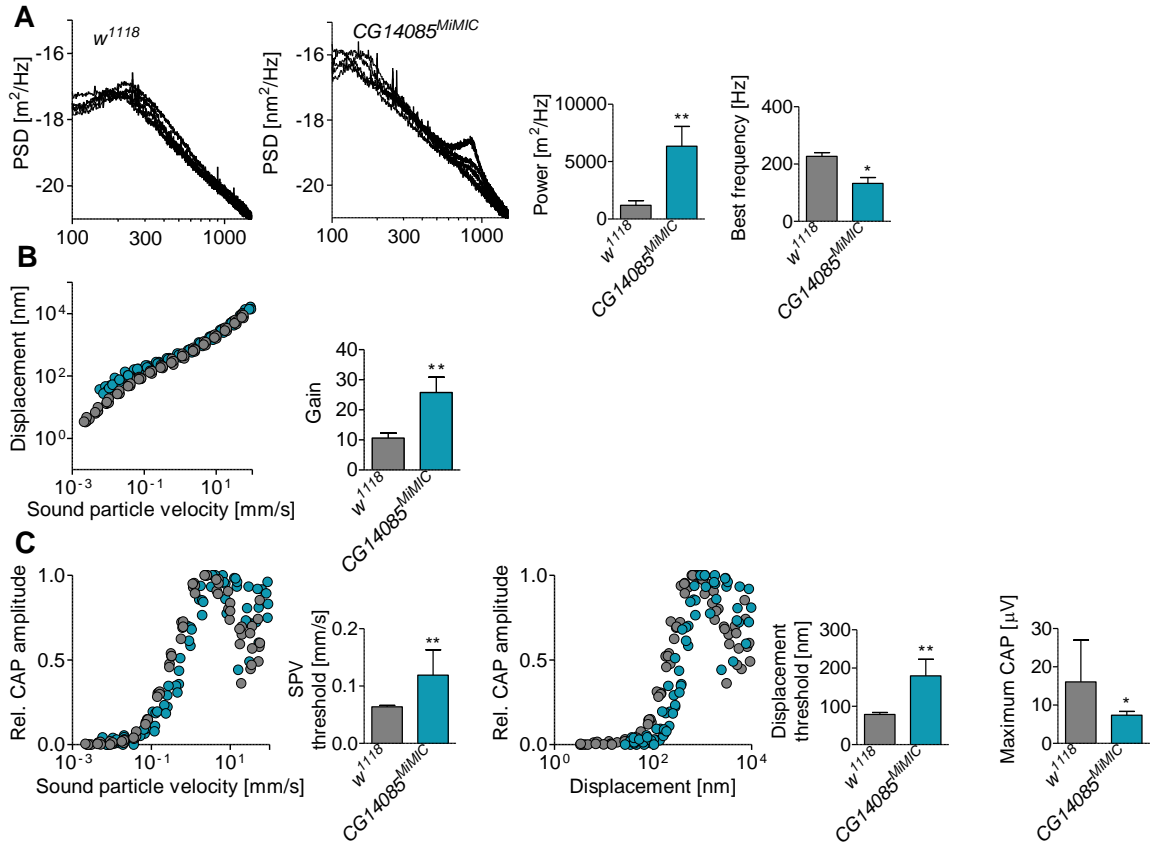 A
w1118
PSD [m2/Hz]
-16
-18
-20
100
300
1000
CG14085MiMIC
PSD [nm2/Hz]
-16
-18
-20
100
300
1000
Power [m2/Hz]
10000
5000
0
**
w1118
CG14085MiMIC
Best frequency [Hz]
400
200
0
*
w1118
CG14085MiMIC
B
Displacement [nm]
104
102
100
10-3
10-1
101
Sound particle velocity [mm/s]
Gain
40
30
20
10
0
**
w1118
CG14085MiMIC
C
Rel. CAP amplitude
1.0
0.5
0.0
10-3
10-2
10-1
100
101
102
Sound particle velocity [mm/s]
SPV
threshold [mm/s]
0.2
0.1
0.0
**
w1118
CG14085MiMIC
Rel. CAP amplitude
1.0
0.5
0.0
100
101
102
103
104
Displacement [nm]
Displacement
threshold [nm]
300
200
100
0
**
w1118
CG14085MiMIC
Maximum CAP [µV]
30
20
10
0
*
w1118
CG14085MiMIC